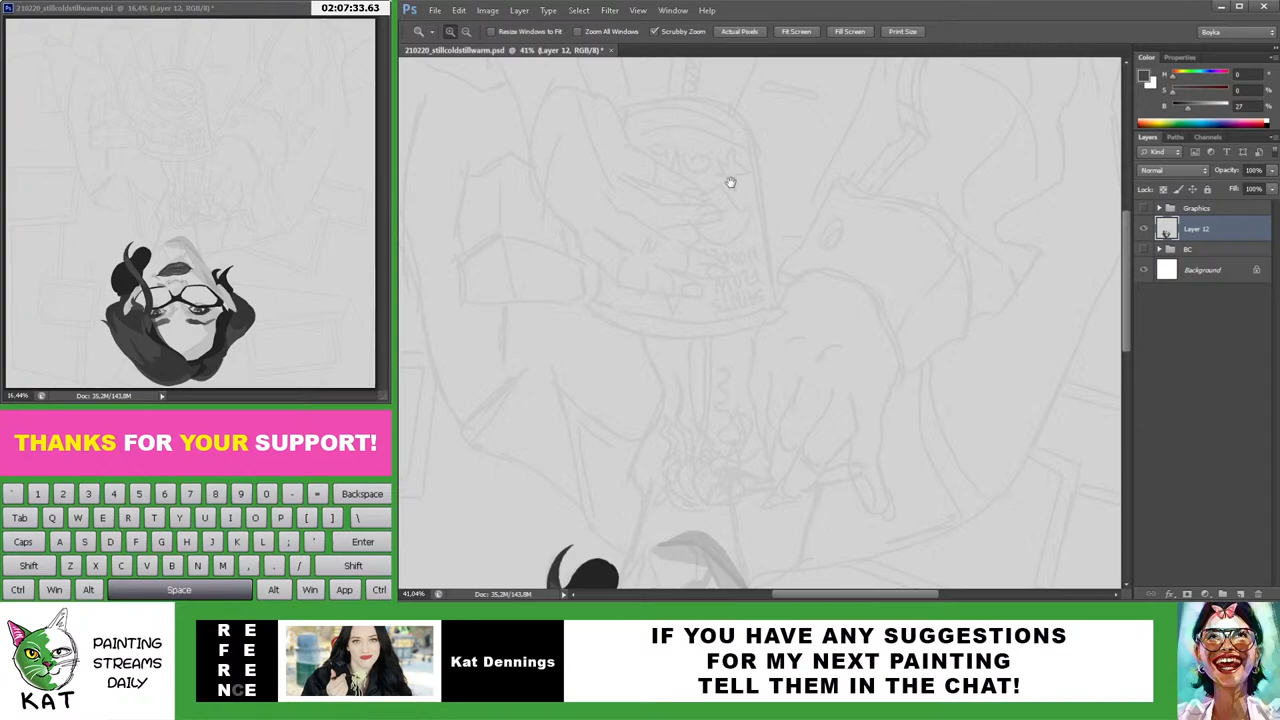 210220_stillcoldstillwarm.psd @ 16,4% (Layer 12, RGB/8) *
02:07:33.63
Ps File Edit Image Layer Type Select Filter View Window Help
Resize Windows to Fit Zoom All Windows Scrubby Zoom Actual Pixels Fit Screen Fill Screen Print Size
Boyka
210220_stillcoldstillwarm.psd @ 41% (Layer 12, RGB/8) * ×
Color Properties
H 0 °
S 0 %
B 27 %
Layers Paths Channels
Kind
Normal Opacity: 100%
Lock: Fill: 100%
Graphics
Layer 12
BC
Background
16,44% Doc: 35,2M/143,8M
41,04% Doc: 35,2M/143,8M
THANKS FOR YOUR SUPPORT!
` 1 2 3 4 5 6 7 8 9 0 - = Backspace
Tab Q W E R T Y U I O P [ ] \
Caps A S D F G H J K L ; ' Enter
Shift Z X C V B N M , . / Shift
Ctrl Win Alt Space Alt Win App Ctrl
KAT
PAINTING
STREAMS
DAILY
R E
F E
R E
N C E
Kat Dennings
IF YOU HAVE ANY SUGGESTIONS
FOR MY NEXT PAINTING
TELL THEM IN THE CHAT!